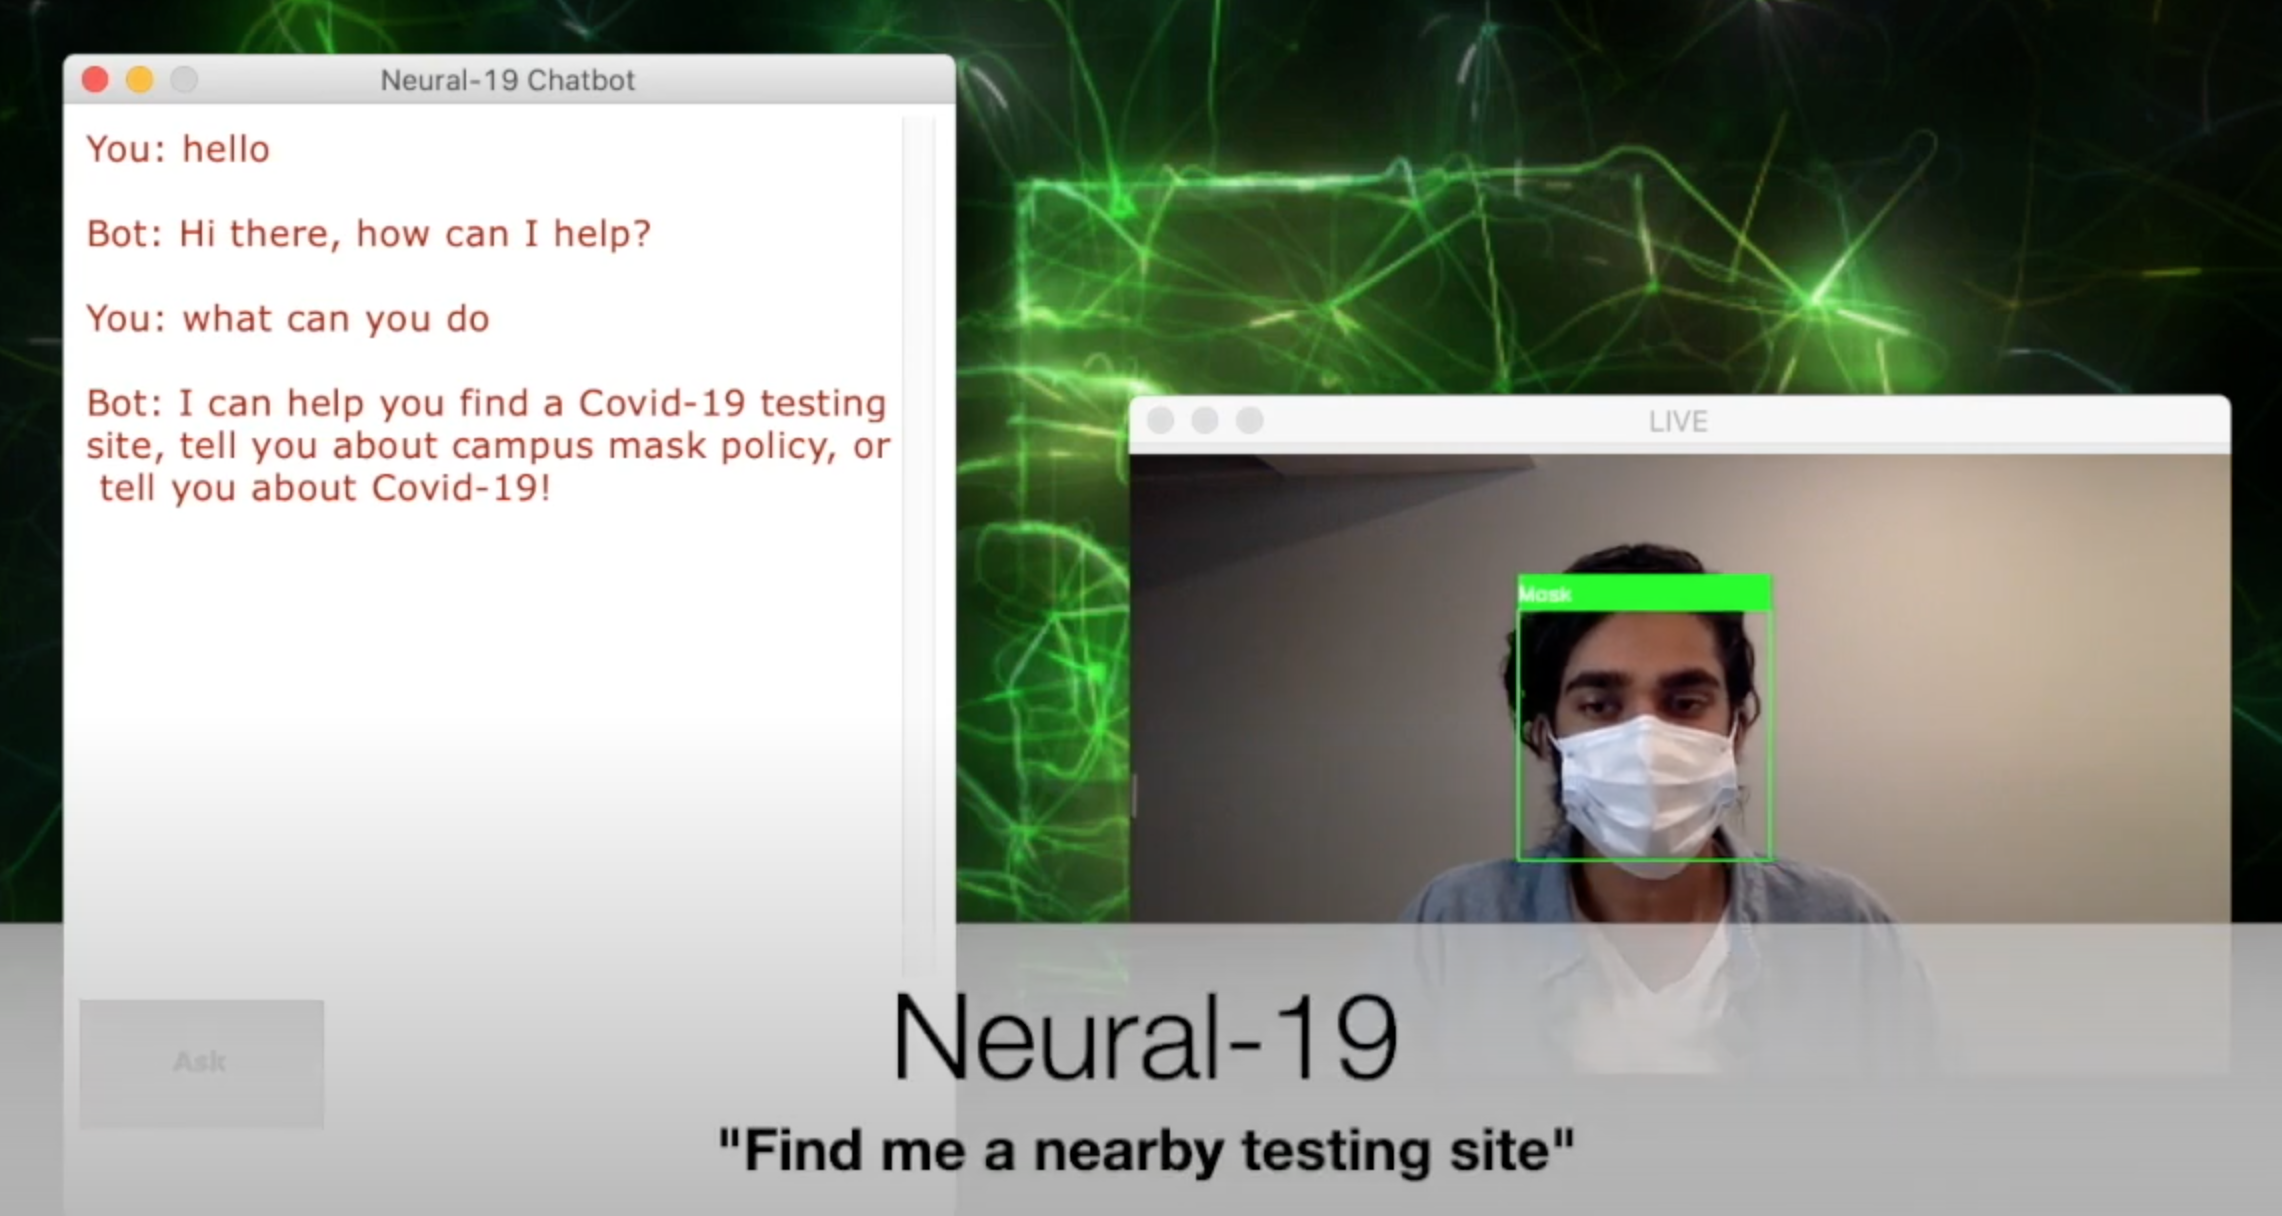 Neural-19 Chatbot
You: hello
Bot: Hi there, how can I help?
You: what can you do
Bot: I can help you find a Covid-19 testing
site, tell you about campus mask policy, or
tell you about Covid-19!
Ask
LIVE
Mask
Neural-19
"Find me a nearby testing site"